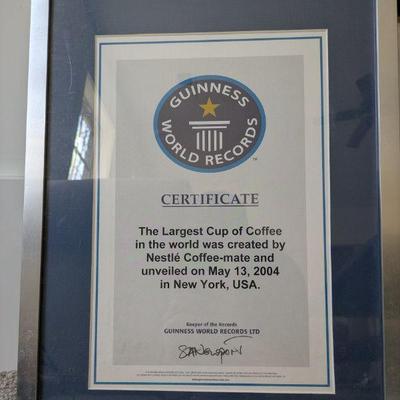 GUINNESS
WORLD RECORDS
TM
CERTIFICATE
The Largest Cup of Coffee
in the world was created by
Nestlé Coffee-mate and
unveiled on May 13, 2004
in New York, USA.
Keeper of the Records
GUINNESS WORLD RECORDS LTD